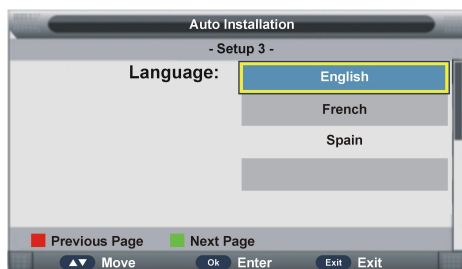 Auto Installation
- Setup 3 -
Language: English
French
Spain
Previous Page Next Page
▲▼ Move Ok Enter Exit Exit